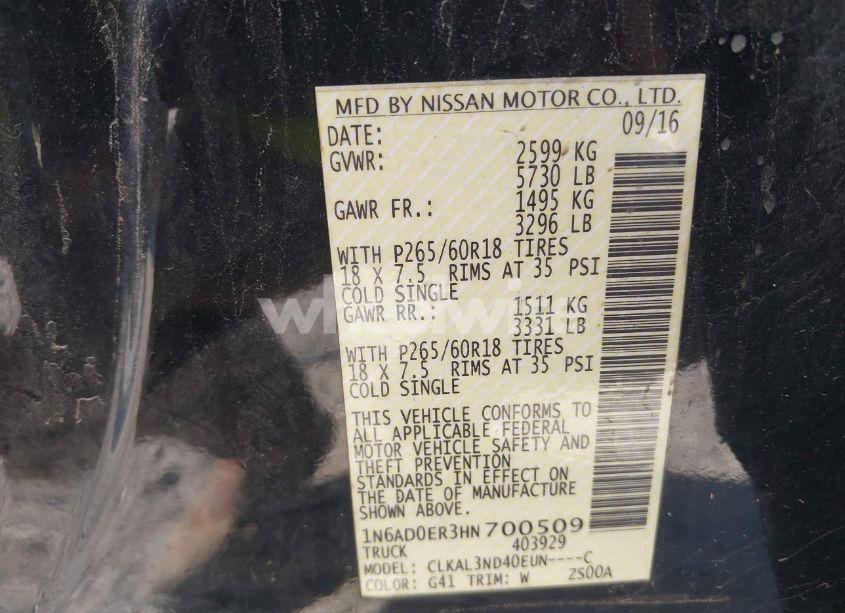 MFD BY NISSAN MOTOR CO., LTD.
DATE: 09/16
GVWR: 2599 KG
5730 LB
GAWR FR.: 1495 KG
3296 LB
WITH P265/60R18 TIRES
18 X 7.5 RIMS AT 35 PSI
COLD SINGLE
GAWR RR.: 1511 KG
3331 LB
WITH P265/60R18 TIRES
18 X 7.5 RIMS AT 35 PSI
COLD SINGLE
THIS VEHICLE CONFORMS TO
ALL APPLICABLE FEDERAL
MOTOR VEHICLE SAFETY AND
THEFT PREVENTION
STANDARDS IN EFFECT ON
THE DATE OF MANUFACTURE
SHOWN ABOVE.
1N6AD0ER3HN700509
TRUCK 403929
MODEL: CLKAL3ND40EUN----C
COLOR: G41 TRIM: W ZS00A